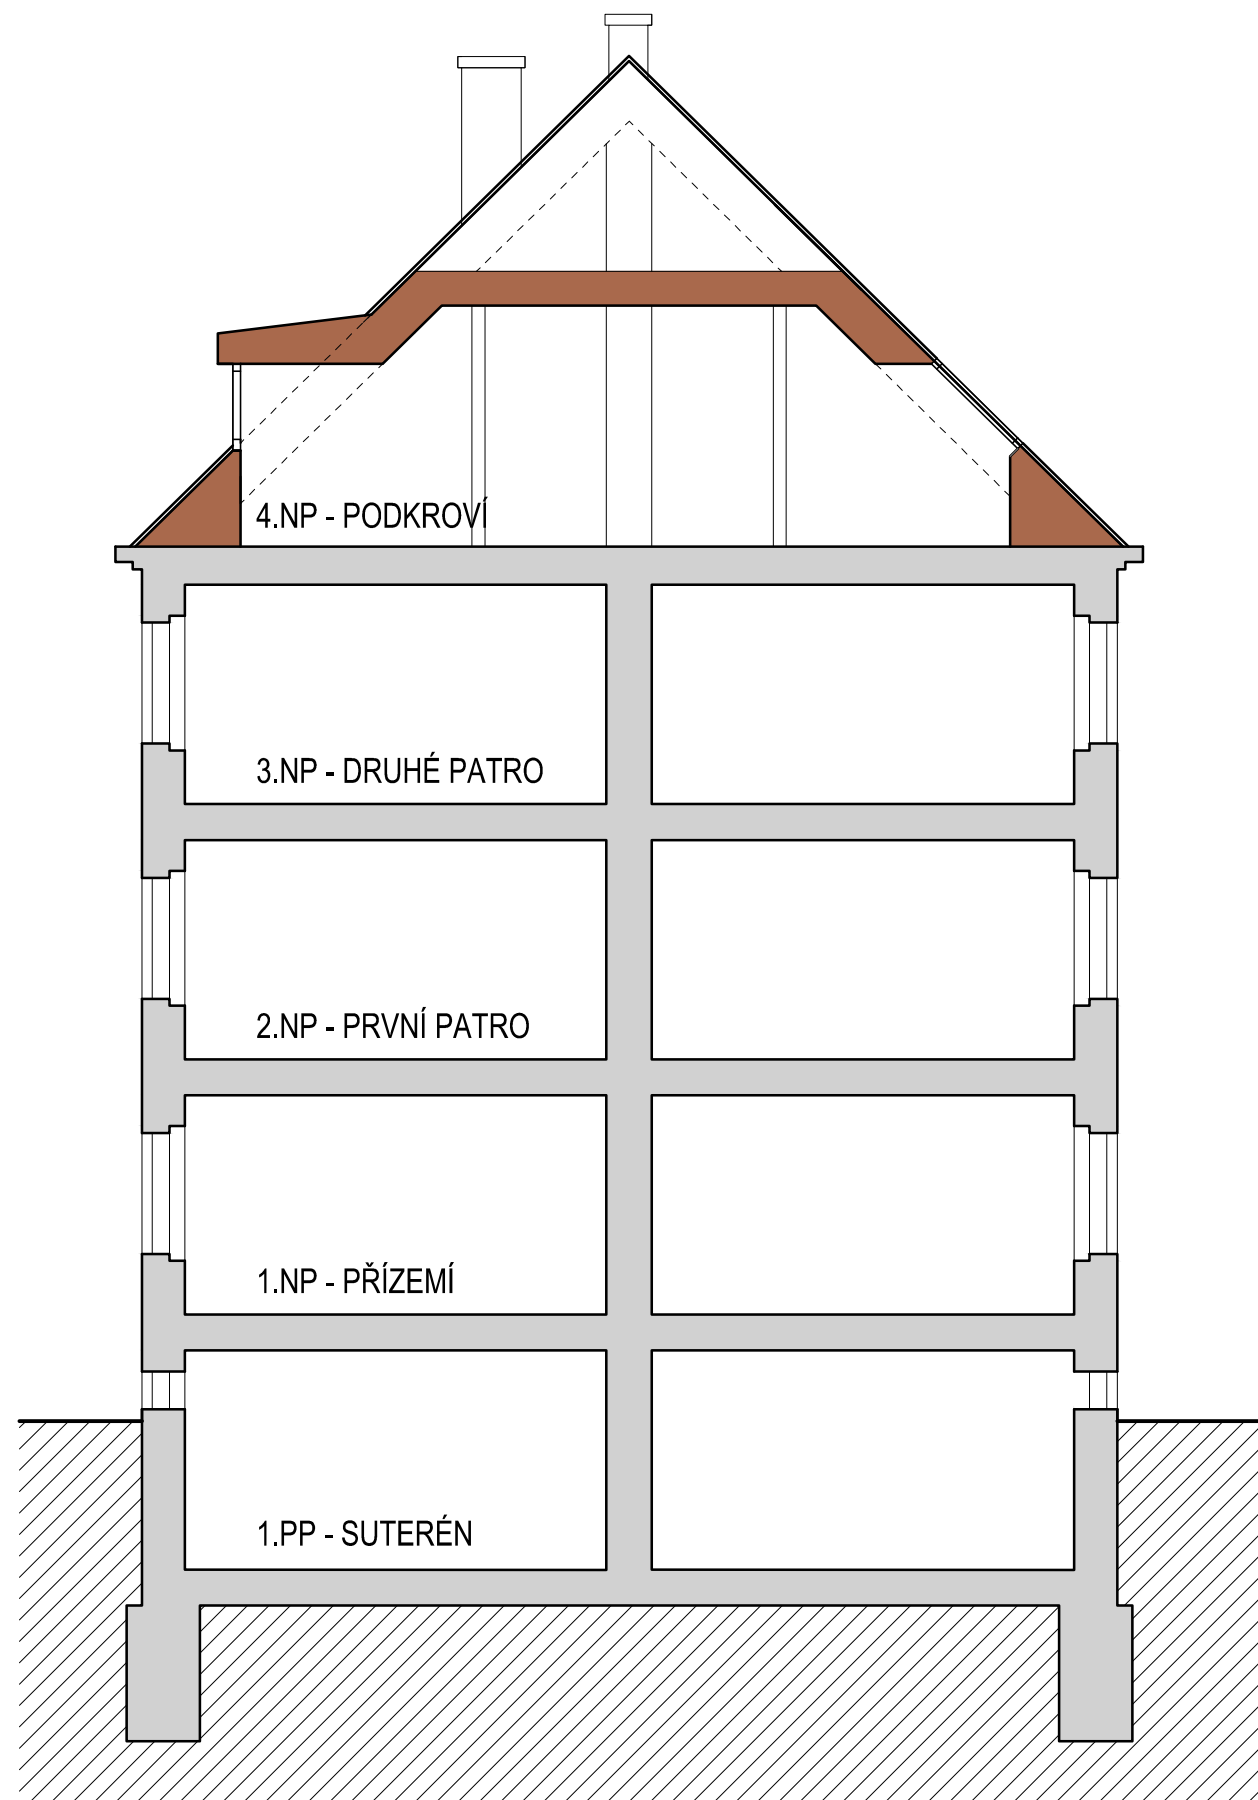 4.NP - PODKROVÍ
3.NP - DRUHÉ PATRO
2.NP - PRVNÍ PATRO
1.NP - PŘÍZEMÍ
1.PP - SUTERÉN